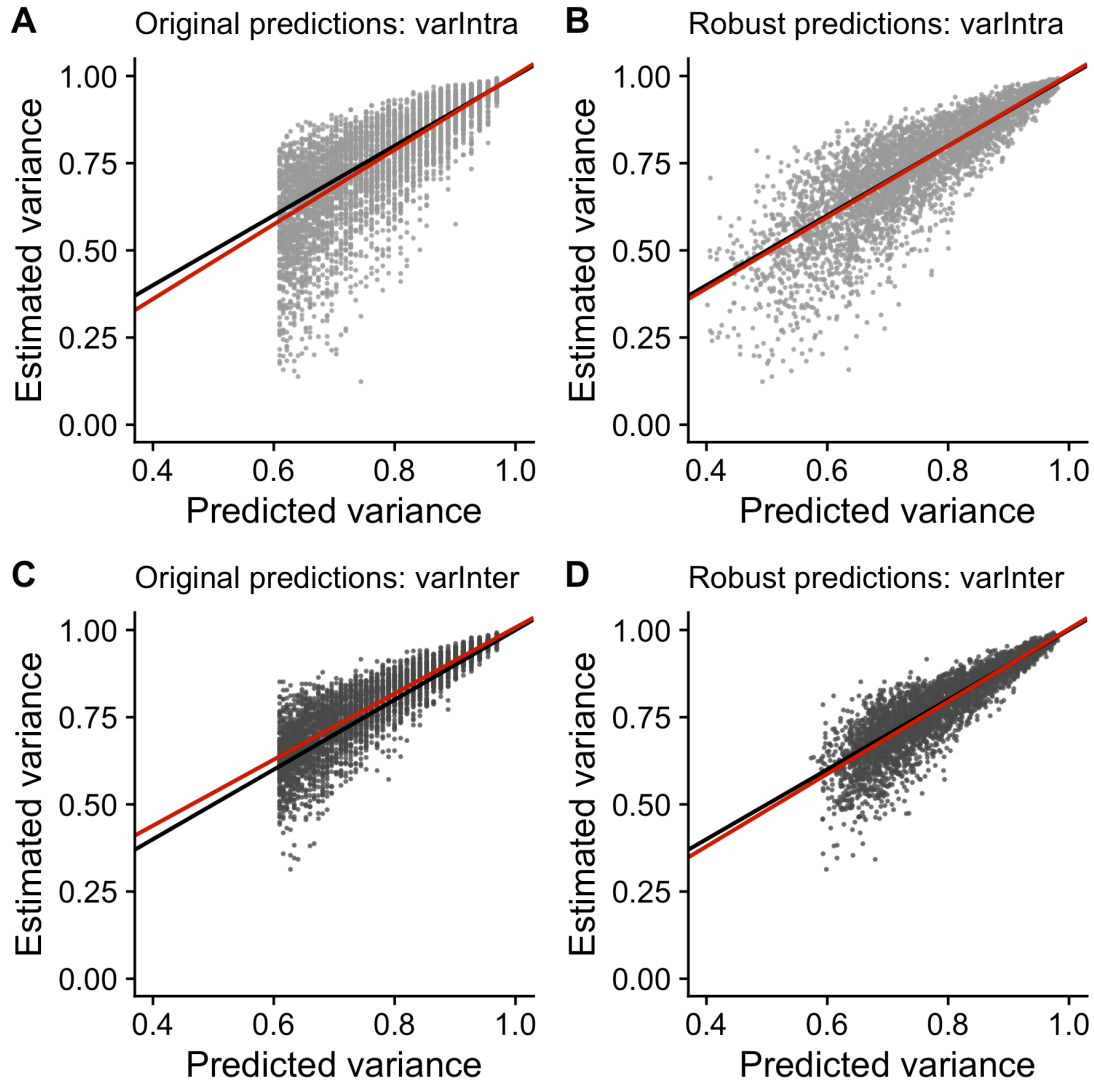 A Original predictions: varIntra
1.00
0.75
0.50
0.25
0.00
Estimated variance
0.4 0.6 0.8 1.0
Predicted variance
B Robust predictions: varIntra
1.00
0.75
0.50
0.25
0.00
Estimated variance
0.4 0.6 0.8 1.0
Predicted variance
C Original predictions: varInter
1.00
0.75
0.50
0.25
0.00
Estimated variance
0.4 0.6 0.8 1.0
Predicted variance
D Robust predictions: varInter
1.00
0.75
0.50
0.25
0.00
Estimated variance
0.4 0.6 0.8 1.0
Predicted variance